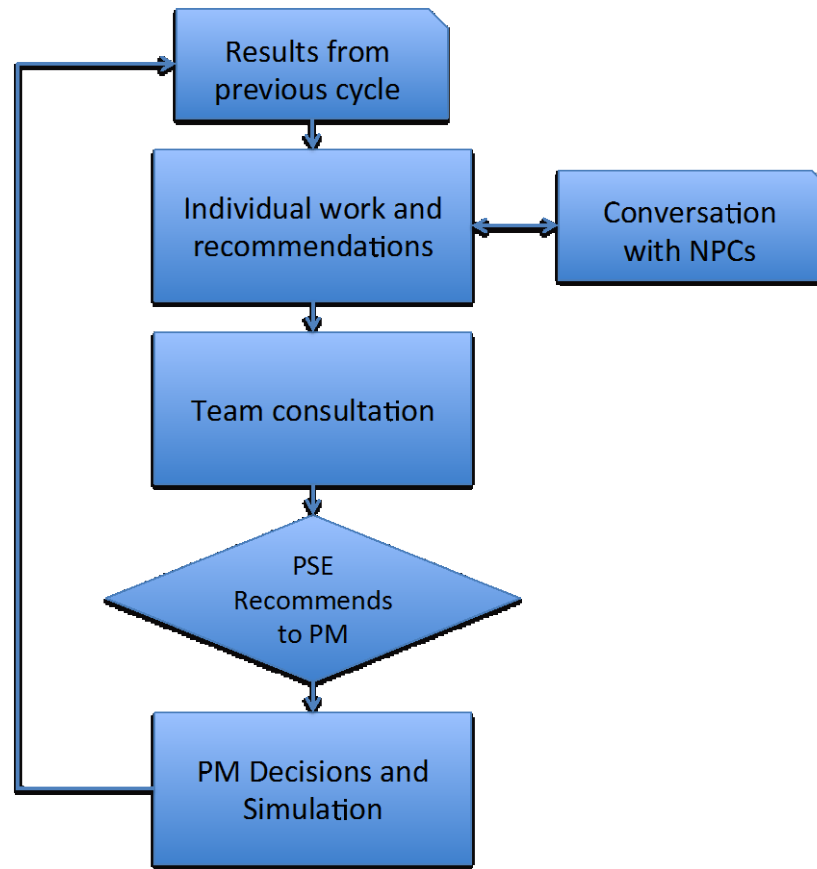 Results from
previous cycle
Individual work and
recommendations
Conversation
with NPCs
Team consultation
PSE
Recommends
to PM
PM Decisions and
Simulation